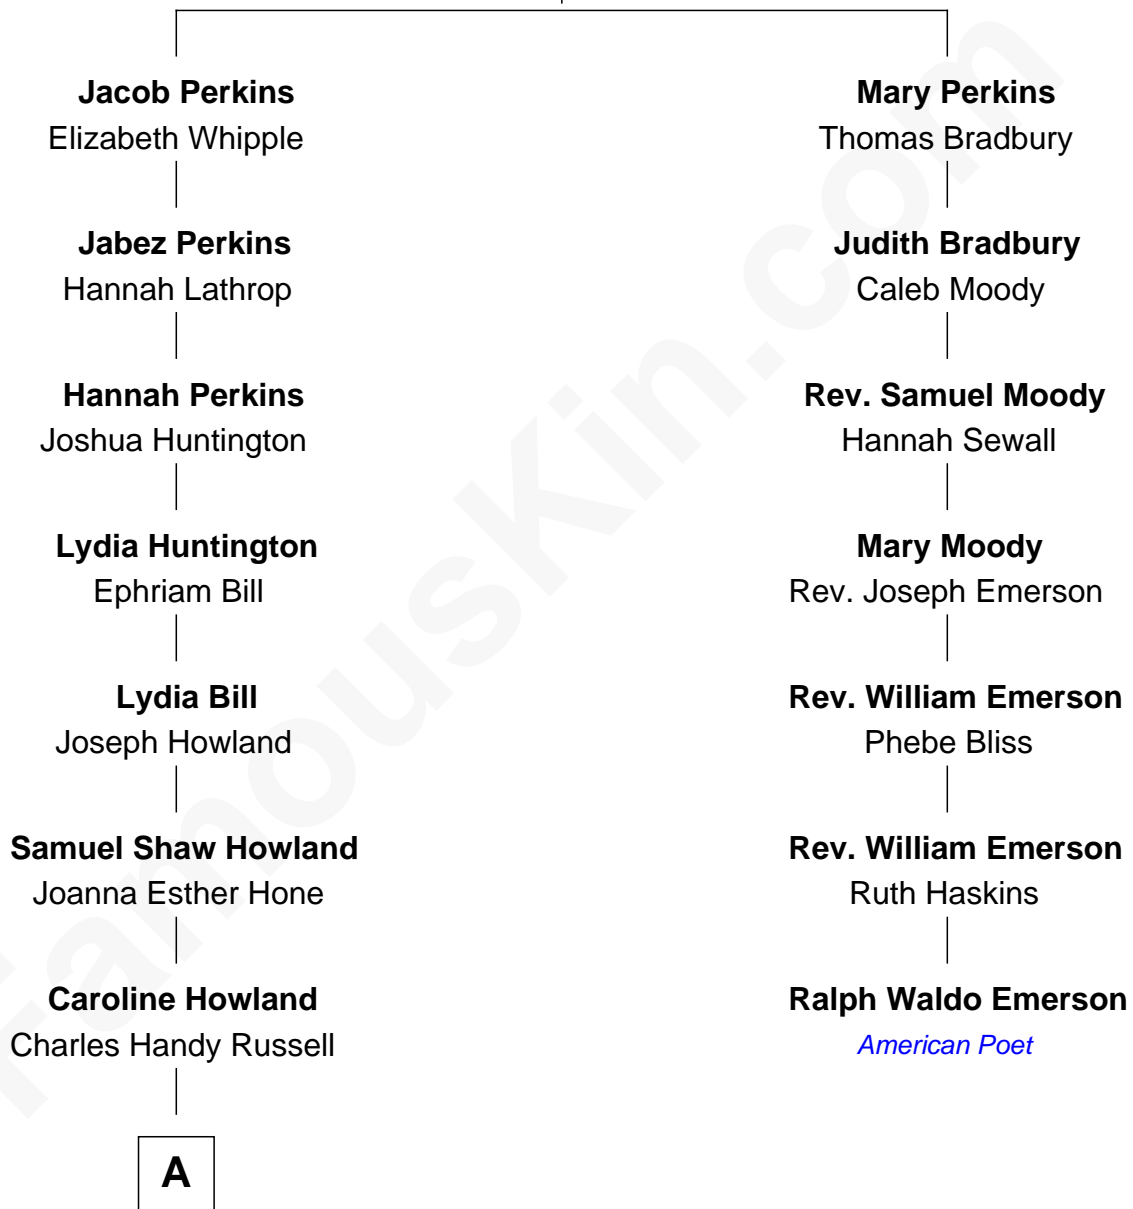 Jacob Perkins
Elizabeth Whipple
Jabez Perkins
Hannah Lathrop
Hannah Perkins
Joshua Huntington
Lydia Huntington
Ephriam Bill
Lydia Bill
Joseph Howland
Samuel Shaw Howland
Joanna Esther Hone
Caroline Howland
Charles Handy Russell
A
Mary Perkins
Thomas Bradbury
Judith Bradbury
Caleb Moody
Rev. Samuel Moody
Hannah Sewall
Mary Moody
Rev. Joseph Emerson
Rev. William Emerson
Phebe Bliss
Rev. William Emerson
Ruth Haskins
Ralph Waldo Emerson
American Poet
FamousKin.com